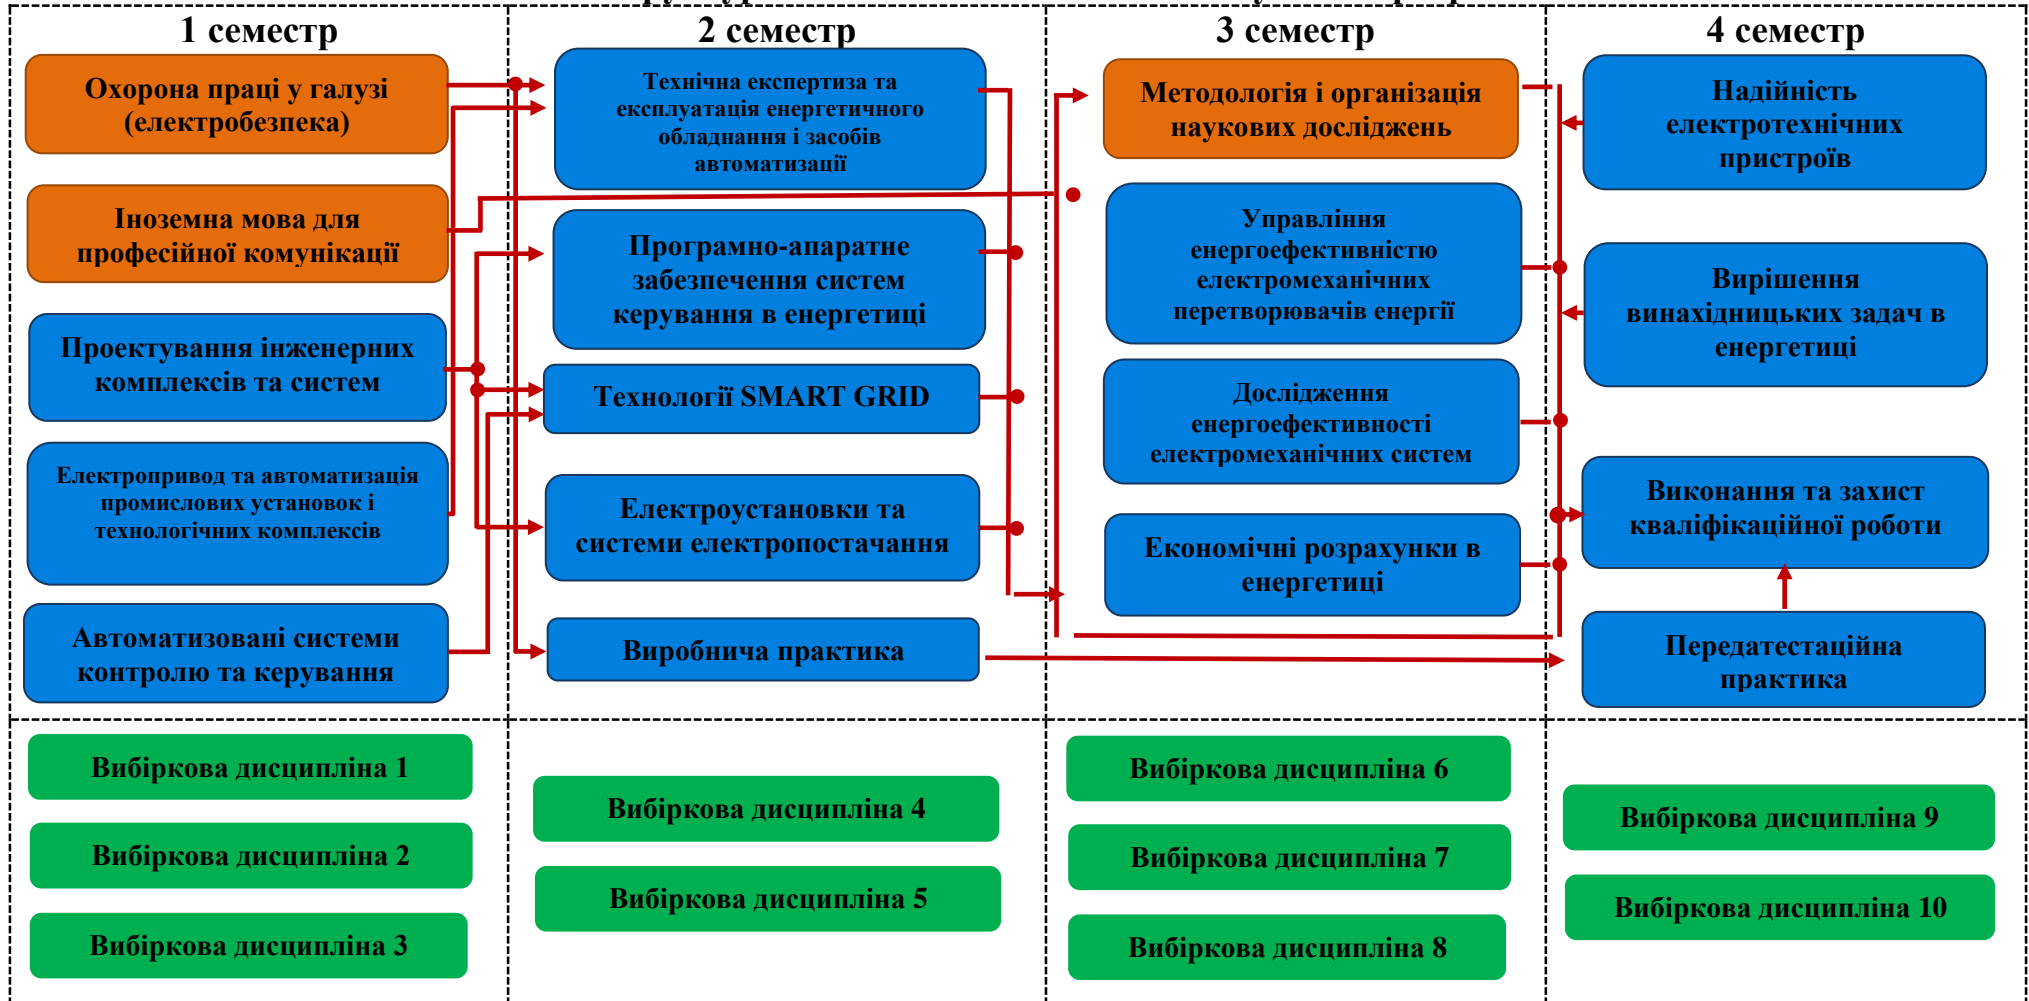 1 семестр
Охорона праці у галузі
(електробезпека)
Іноземна мова для
професійної комунікації
Проектування інженерних
комплексів та систем
Електропривод та автоматизація
промислових установок і
технологічних комплексів
Автоматизовані системи
контролю та керування
2 семестр
Технічна експертиза та
експлуатація енергетичного
обладнання і засобів
автоматизації
Програмно-апаратне
забезпечення систем
керування в енергетиці
Технології SMART GRID
Електроустановки та
системи електропостачання
Виробнича практика
3 семестр
Методологія і організація
наукових досліджень
Управління
енергоефективністю
електромеханічних
перетворювачів енергії
Дослідження
енергоефективності
електромеханічних систем
Економічні розрахунки в
енергетиці
4 семестр
Надійність
електротехнічних
пристроїв
Вирішення
винахідницьких задач в
енергетиці
Виконання та захист
кваліфікаційної роботи
Передатестаційна
практика
Вибіркова дисципліна 1
Вибіркова дисципліна 2
Вибіркова дисципліна 3
Вибіркова дисципліна 4
Вибіркова дисципліна 5
Вибіркова дисципліна 6
Вибіркова дисципліна 7
Вибіркова дисципліна 8
Вибіркова дисципліна 9
Вибіркова дисципліна 10